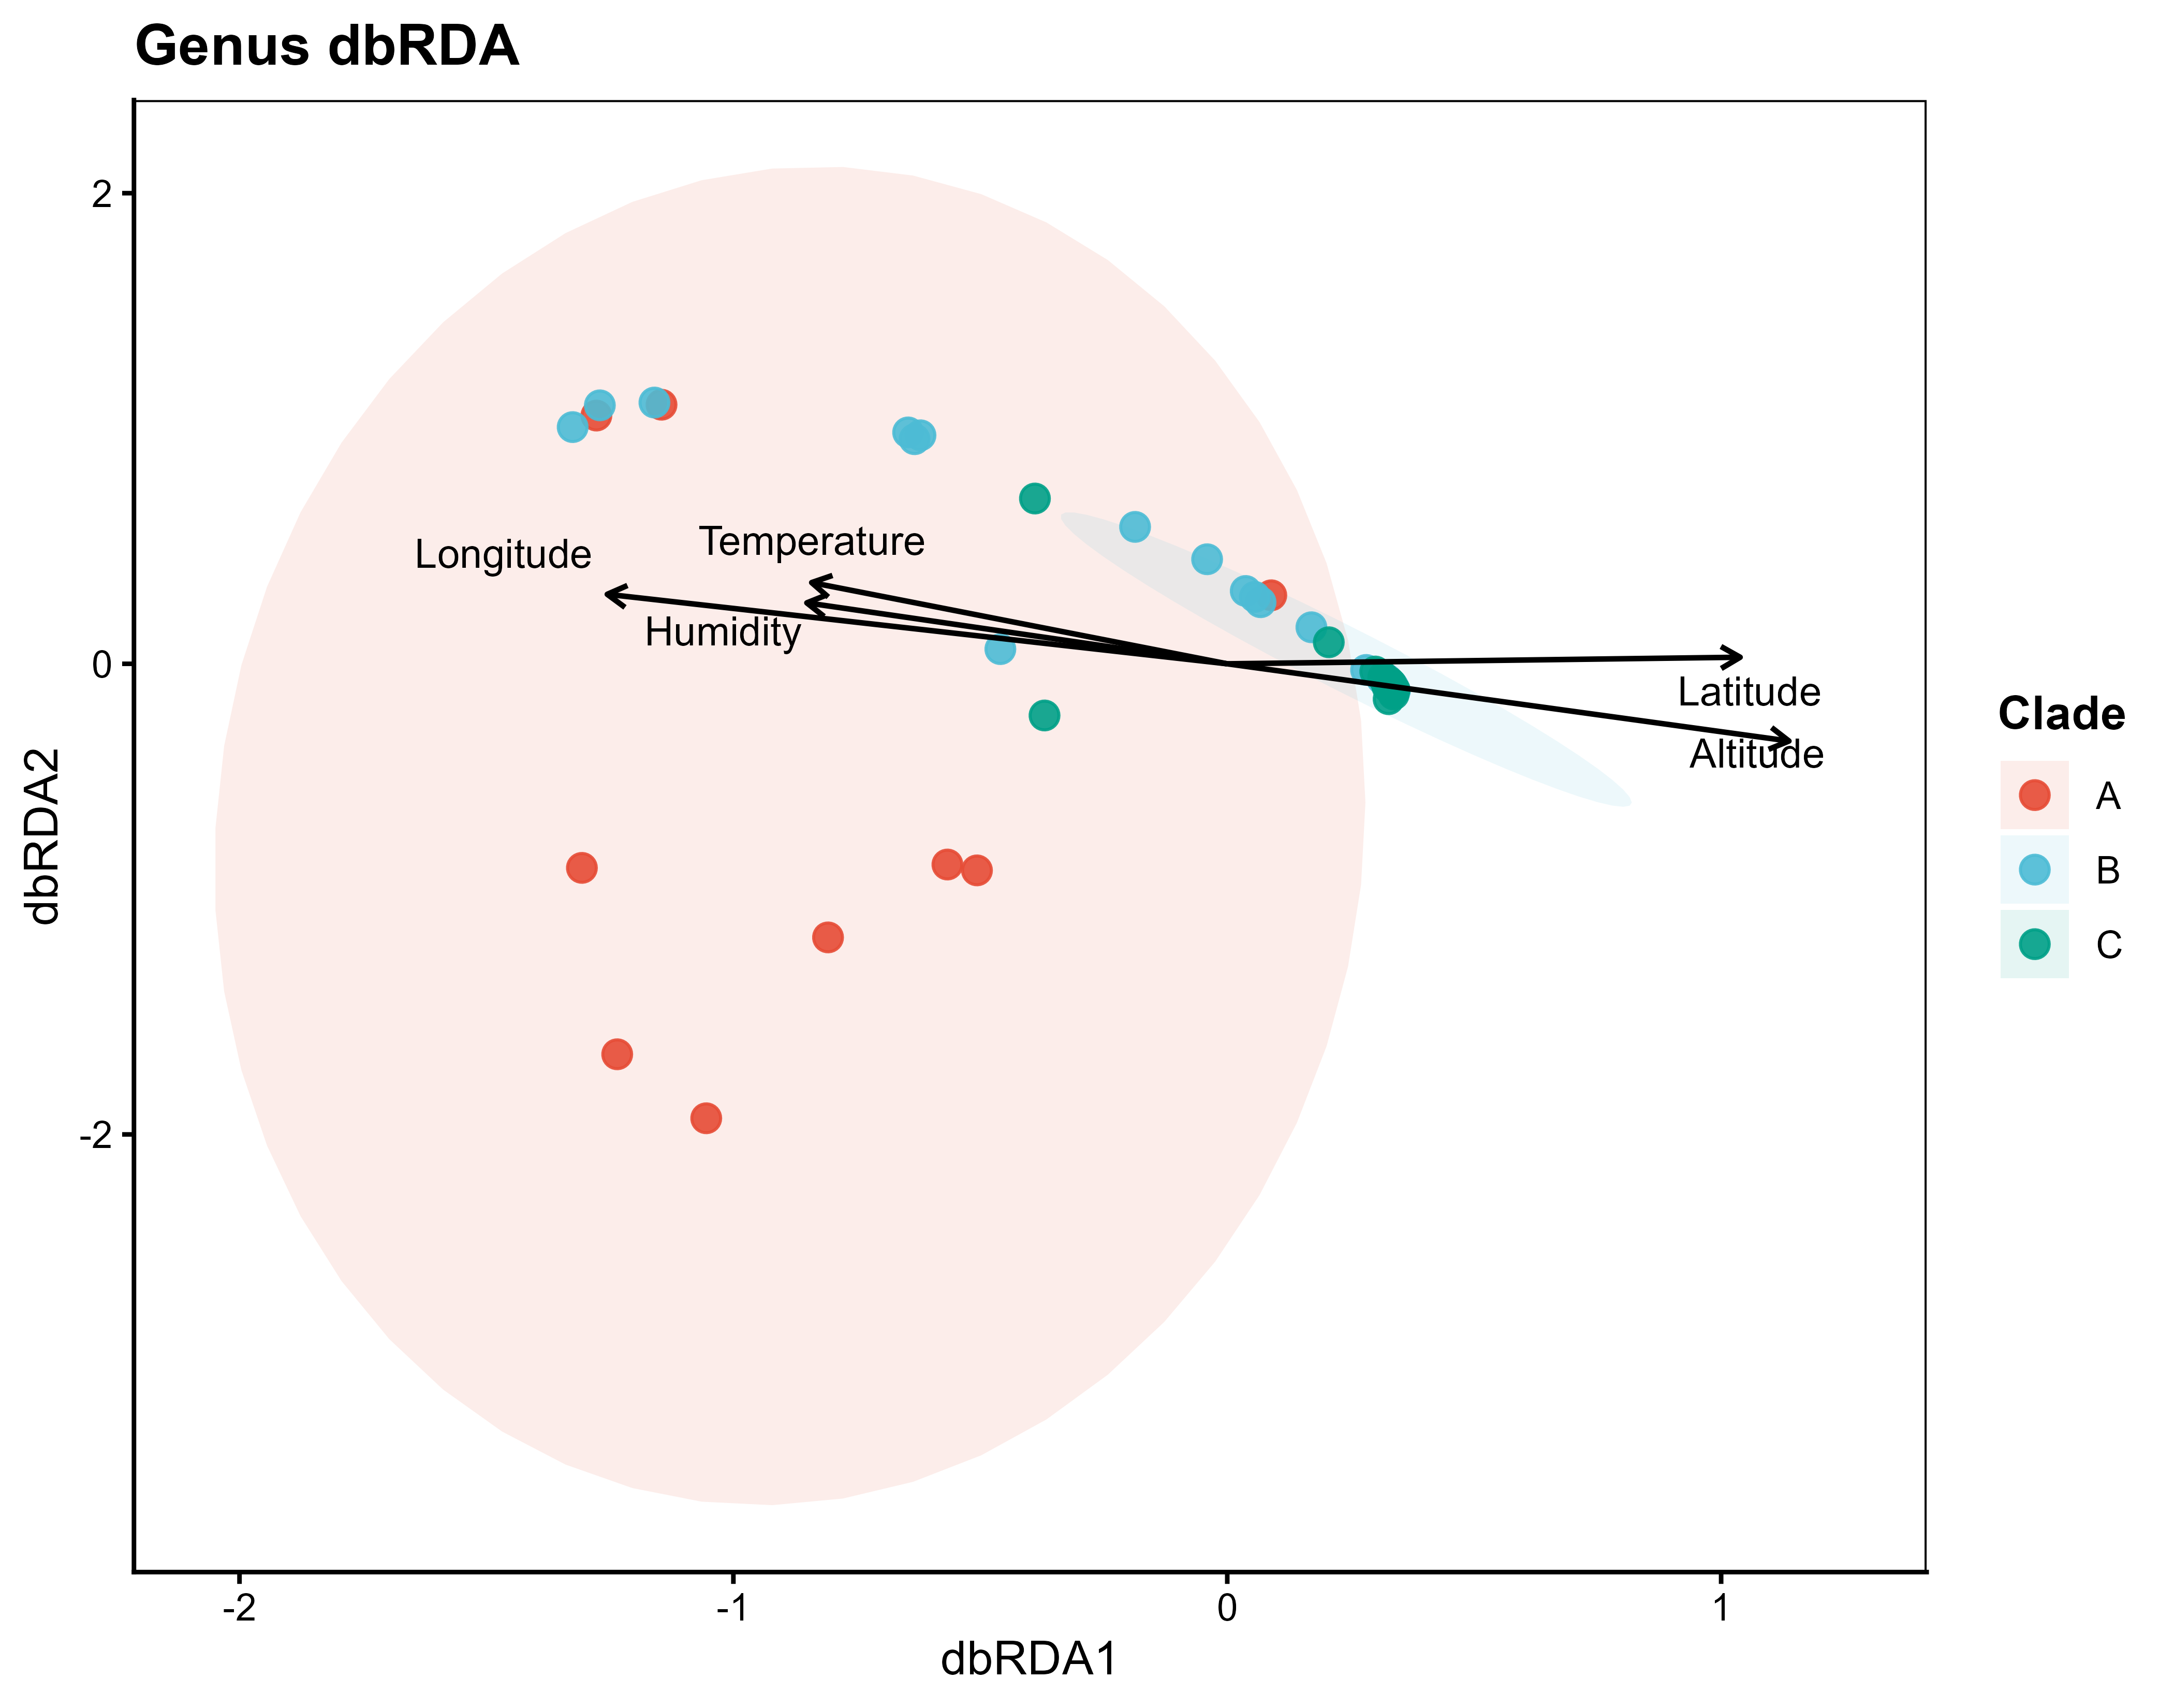 Genus dbRDA
2
0
-2
dbRDA2
Temperature
Longitude
Humidity
Latitude
Altitude
-2
-1
0
1
dbRDA1
Clade
A
B
C